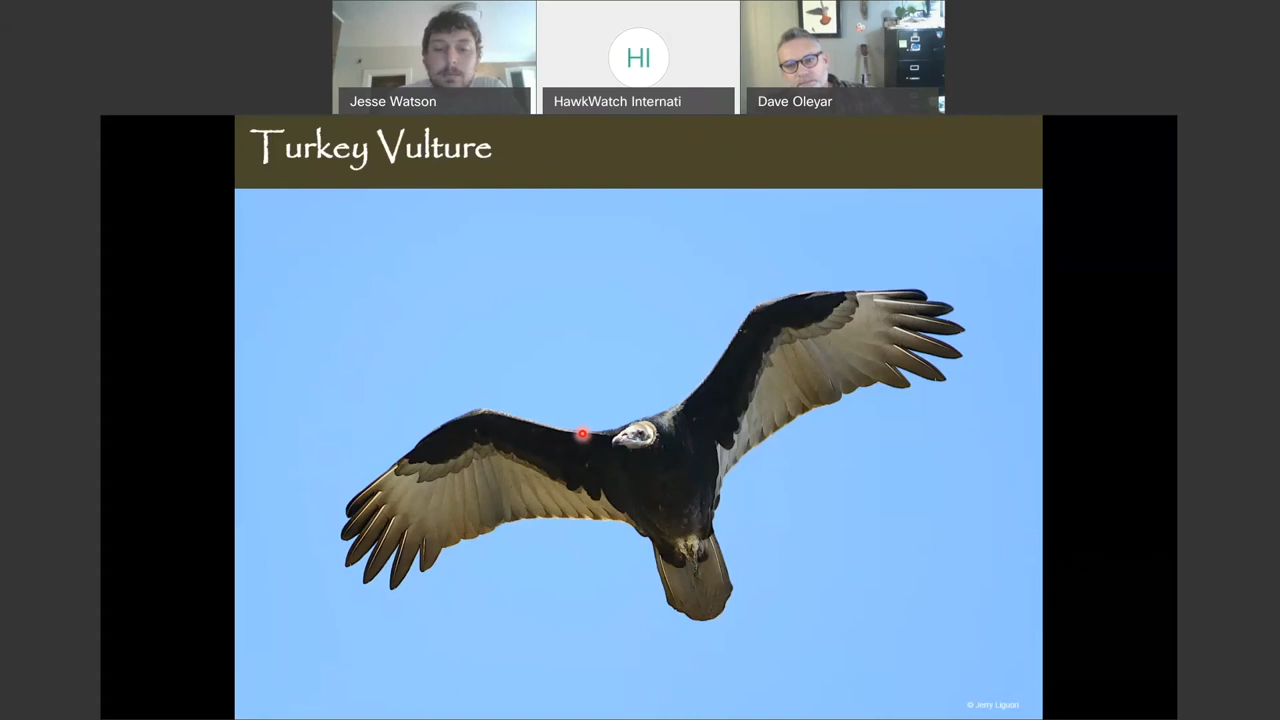 HI
Jesse Watson
HawkWatch Internati
Dave Oleyar
Turkey Vulture
© Jerry Liguori